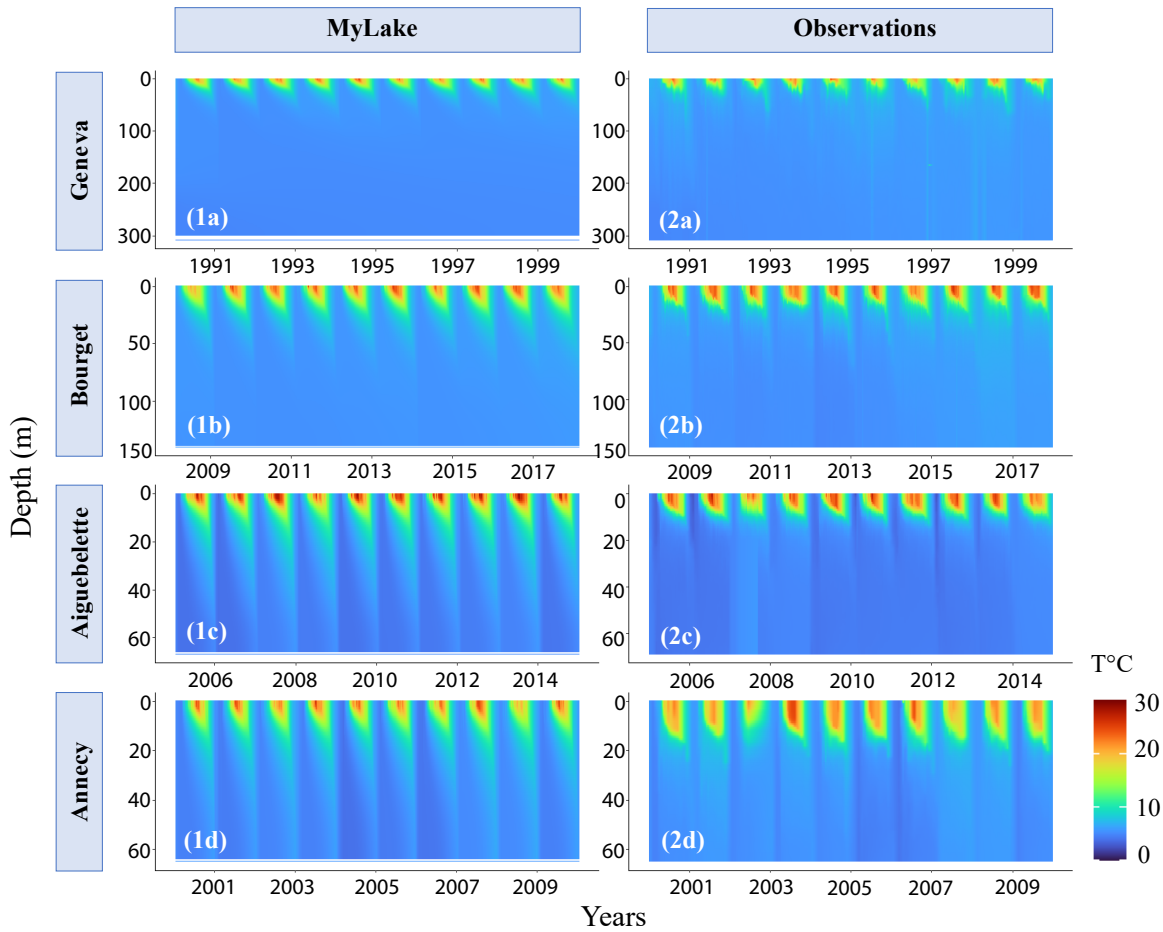 MyLake
Observations
Geneva
0
100
200
300
(1a)
1991 1993 1995 1997 1999
0
100
200
300
(2a)
1991 1993 1995 1997 1999
Bourget
0
50
100
150
(1b)
2009 2011 2013 2015 2017
0
50
100
150
(2b)
2009 2011 2013 2015 2017
Depth (m)
Aiguebelette
0
20
40
60
(1c)
2006 2008 2010 2012 2014
0
20
40
60
(2c)
2006 2008 2010 2012 2014
Annecy
0
20
40
60
(1d)
2001 2003 2005 2007 2009
0
20
40
60
(2d)
2001 2003 2005 2007 2009
T°C
30
20
10
0
Years